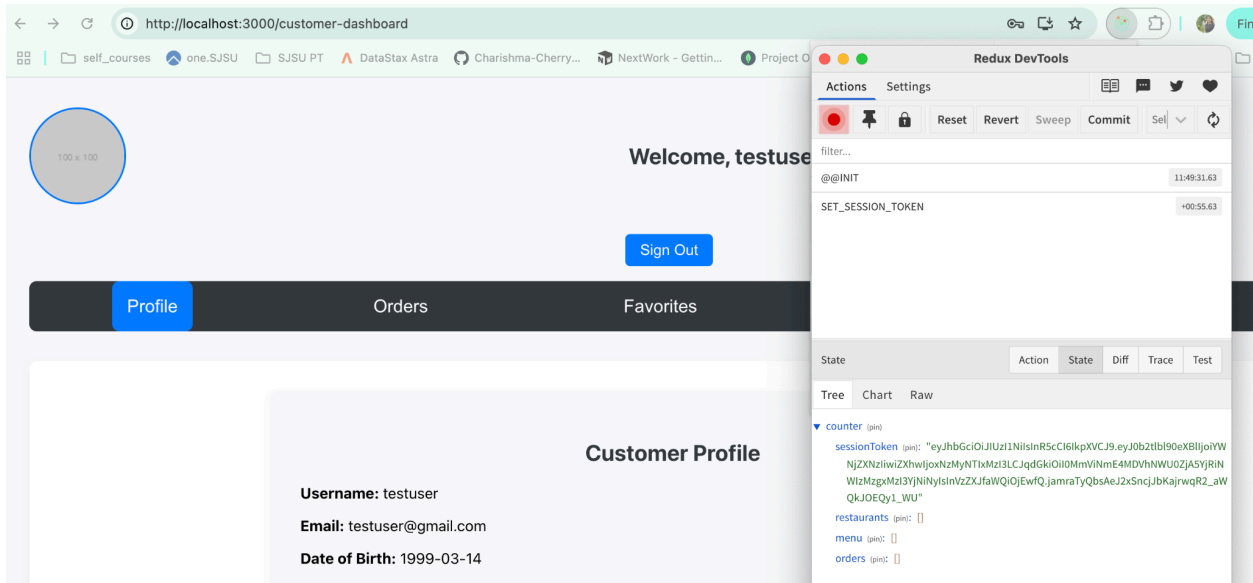 http://localhost:3000/customer-dashboard
Fin
self_courses one.SJSU SJSU PT DataStax Astra Charishma-Cherry... NextWork - Gettin... Project O
Redux DevTools
Actions Settings
Reset Revert Sweep Commit Sel
filter...
@@INIT 11:49:31.63
SET_SESSION_TOKEN +00:55.63
100 x 100
Welcome, testuse
Sign Out
Profile Orders Favorites
Customer Profile
Username: testuser
Email: testuser@gmail.com
Date of Birth: 1999-03-14
State Action State Diff Trace Test
Tree Chart Raw
counter (pin)
sessionToken (pin): "eyJhbGciOiJIUzI1NiIsInR5cCI6IkpXVCJ9.eyJ0b2tlbl90eXBlIjoiYW
NjZXNzIiwiZXhwIjoxNzMyNTIxMzI3LCJqdGkiOiI0MmViNmE4MDVhNWU0ZjA5YjRiN
WIzMzgxMzI3YjNiNyIsInVzZXJfaWQiOjEwfQ.jamraTyQbsAeJ2xSncjJbKajrwqR2_aW
QkJOEQy1_WU"
restaurants (pin): []
menu (pin): []
orders (pin): []